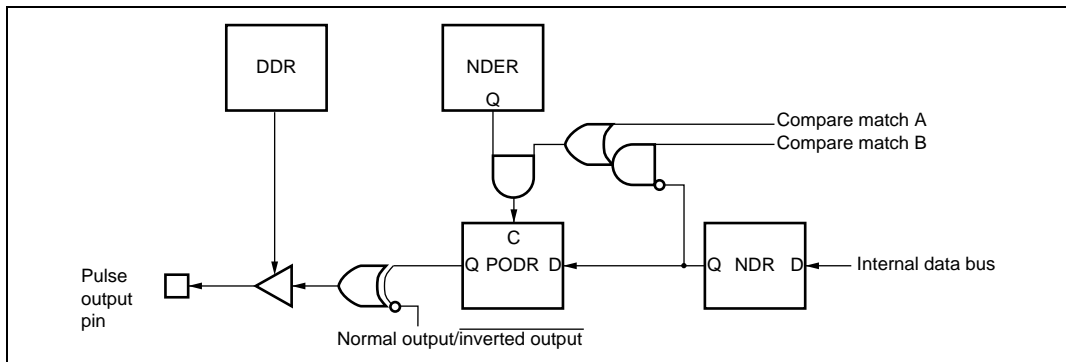 DDR
NDER
Q
Compare match A
Compare match B
C
Q PODR D
Q NDR D
Internal data bus
Pulse
output
pin
Normal output/inverted output